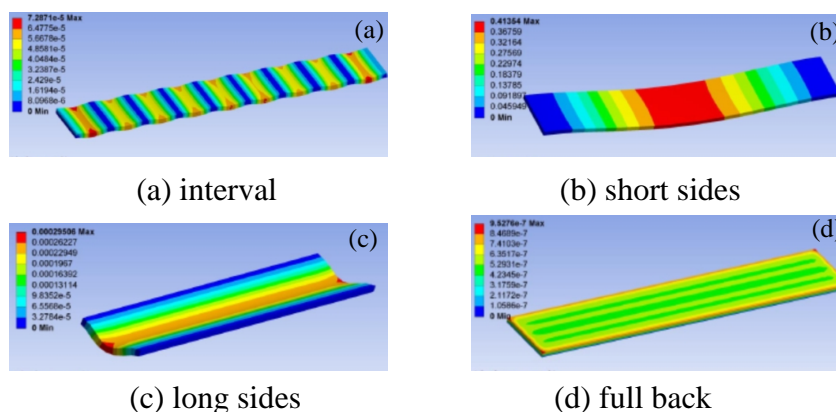 7.2871e-5 Max
6.4775e-5
5.6678e-5
4.8581e-5
4.0484e-5
3.2387e-5
2.429e-5
1.6194e-5
8.0968e-6
0 Min
(a)
0.41354 Max
0.36759
0.32164
0.27569
0.22974
0.18379
0.13785
0.091897
0.045949
0 Min
(b)
(a) interval
(b) short sides
0.00029506 Max
0.00026227
0.00022949
0.0001967
0.00016392
0.00013114
9.8352e-5
6.5568e-5
3.2784e-5
0 Min
(c)
9.5276e-7 Max
8.4689e-7
7.4103e-7
6.3517e-7
5.2931e-7
4.2345e-7
3.1759e-7
2.1172e-7
1.0586e-7
0 Min
(d)
(c) long sides
(d) full back